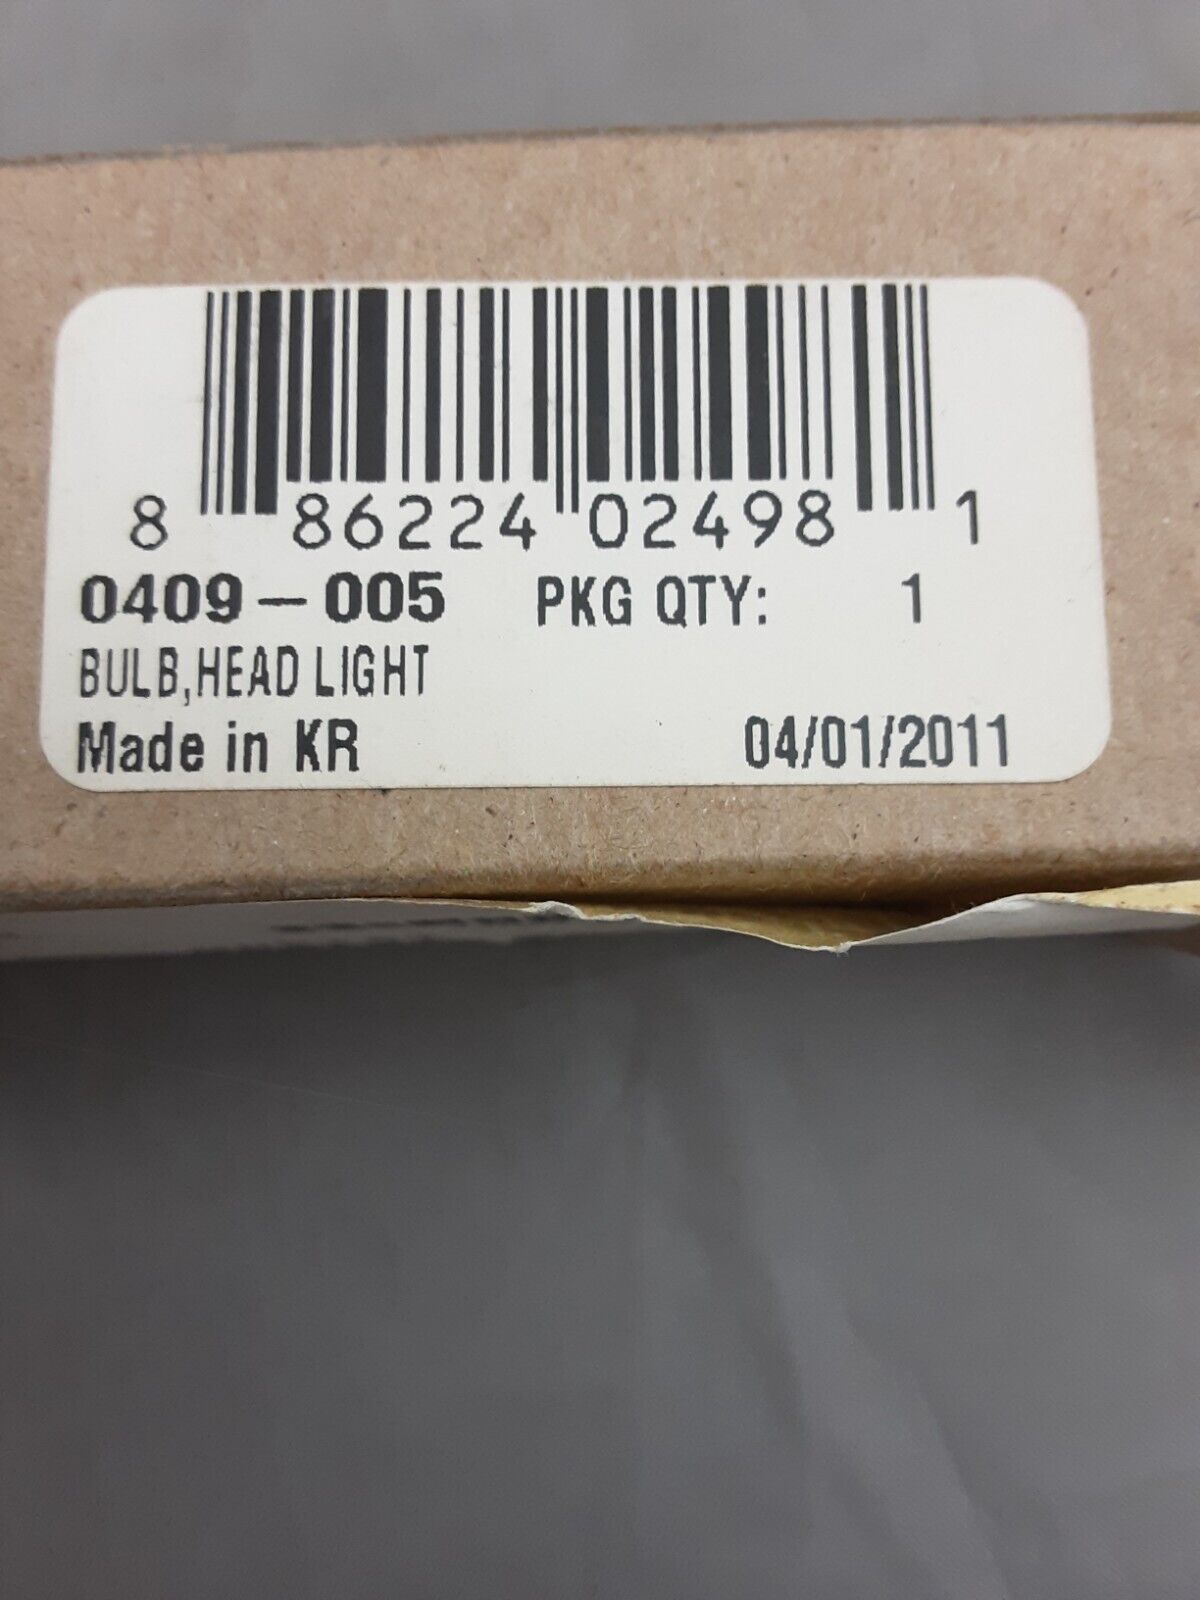 8 86224 02498 1
0409-005 PKG QTY: 1
BULB,HEAD LIGHT
Made in KR 04/01/2011